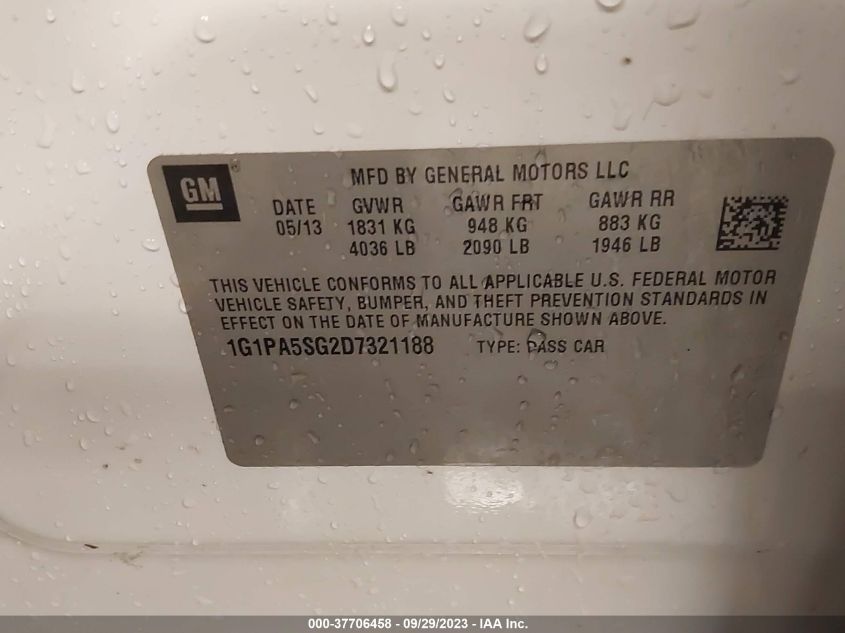 GM
MFD BY GENERAL MOTORS LLC
DATE GVWR GAWR FRT GAWR RR
05/13 1831 KG 948 KG 883 KG
4036 LB 2090 LB 1946 LB
THIS VEHICLE CONFORMS TO ALL APPLICABLE U.S. FEDERAL MOTOR
VEHICLE SAFETY, BUMPER, AND THEFT PREVENTION STANDARDS IN
EFFECT ON THE DATE OF MANUFACTURE SHOWN ABOVE.
1G1PA5SG2D7321188 TYPE: PASS CAR
000-37706458 - 09/29/2023 - IAA Inc.